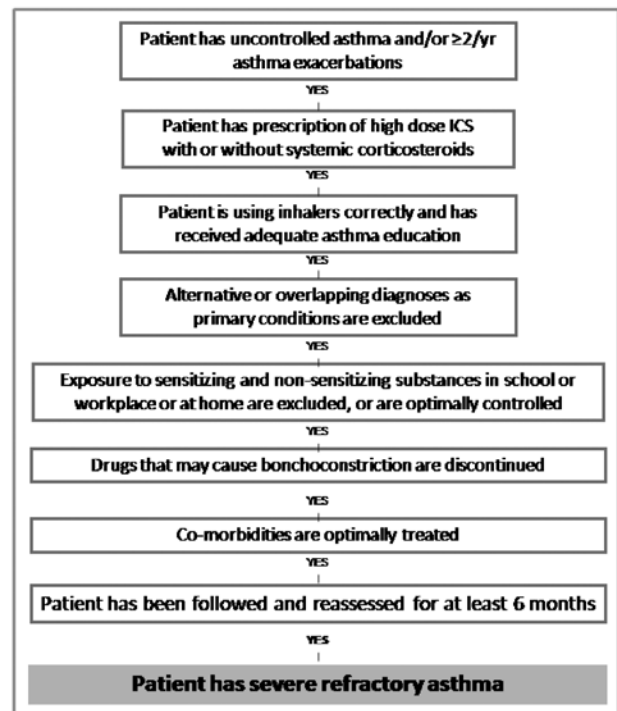 Patient has uncontrolled asthma and/or ≥2/yr
asthma exacerbations
YES
Patient has prescription of high dose ICS
with or without systemic corticosteroids
YES
Patient is using inhalers correctly and has
received adequate asthma education
YES
Alternative or overlapping diagnoses as
primary conditions are excluded
YES
Exposure to sensitizing and non-sensitizing substances in school or
workplace or at home are excluded, or are optimally controlled
YES
Drugs that may cause bonchoconstriction are discontinued
YES
Co-morbidities are optimally treated
YES
Patient has been followed and reassessed for at least 6 months
YES
Patient has severe refractory asthma